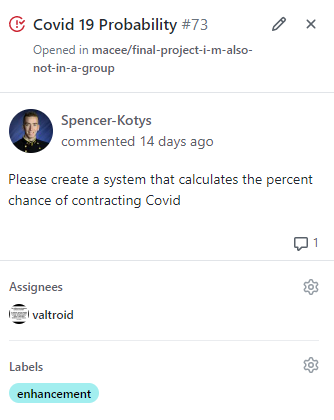 Covid 19 Probability #73
Opened in macee/final-project-i-m-also-
not-in-a-group
Spencer-Kotys
commented 14 days ago
Please create a system that calculates the percent
chance of contracting Covid
1
Assignees
valtroid
Labels
enhancement